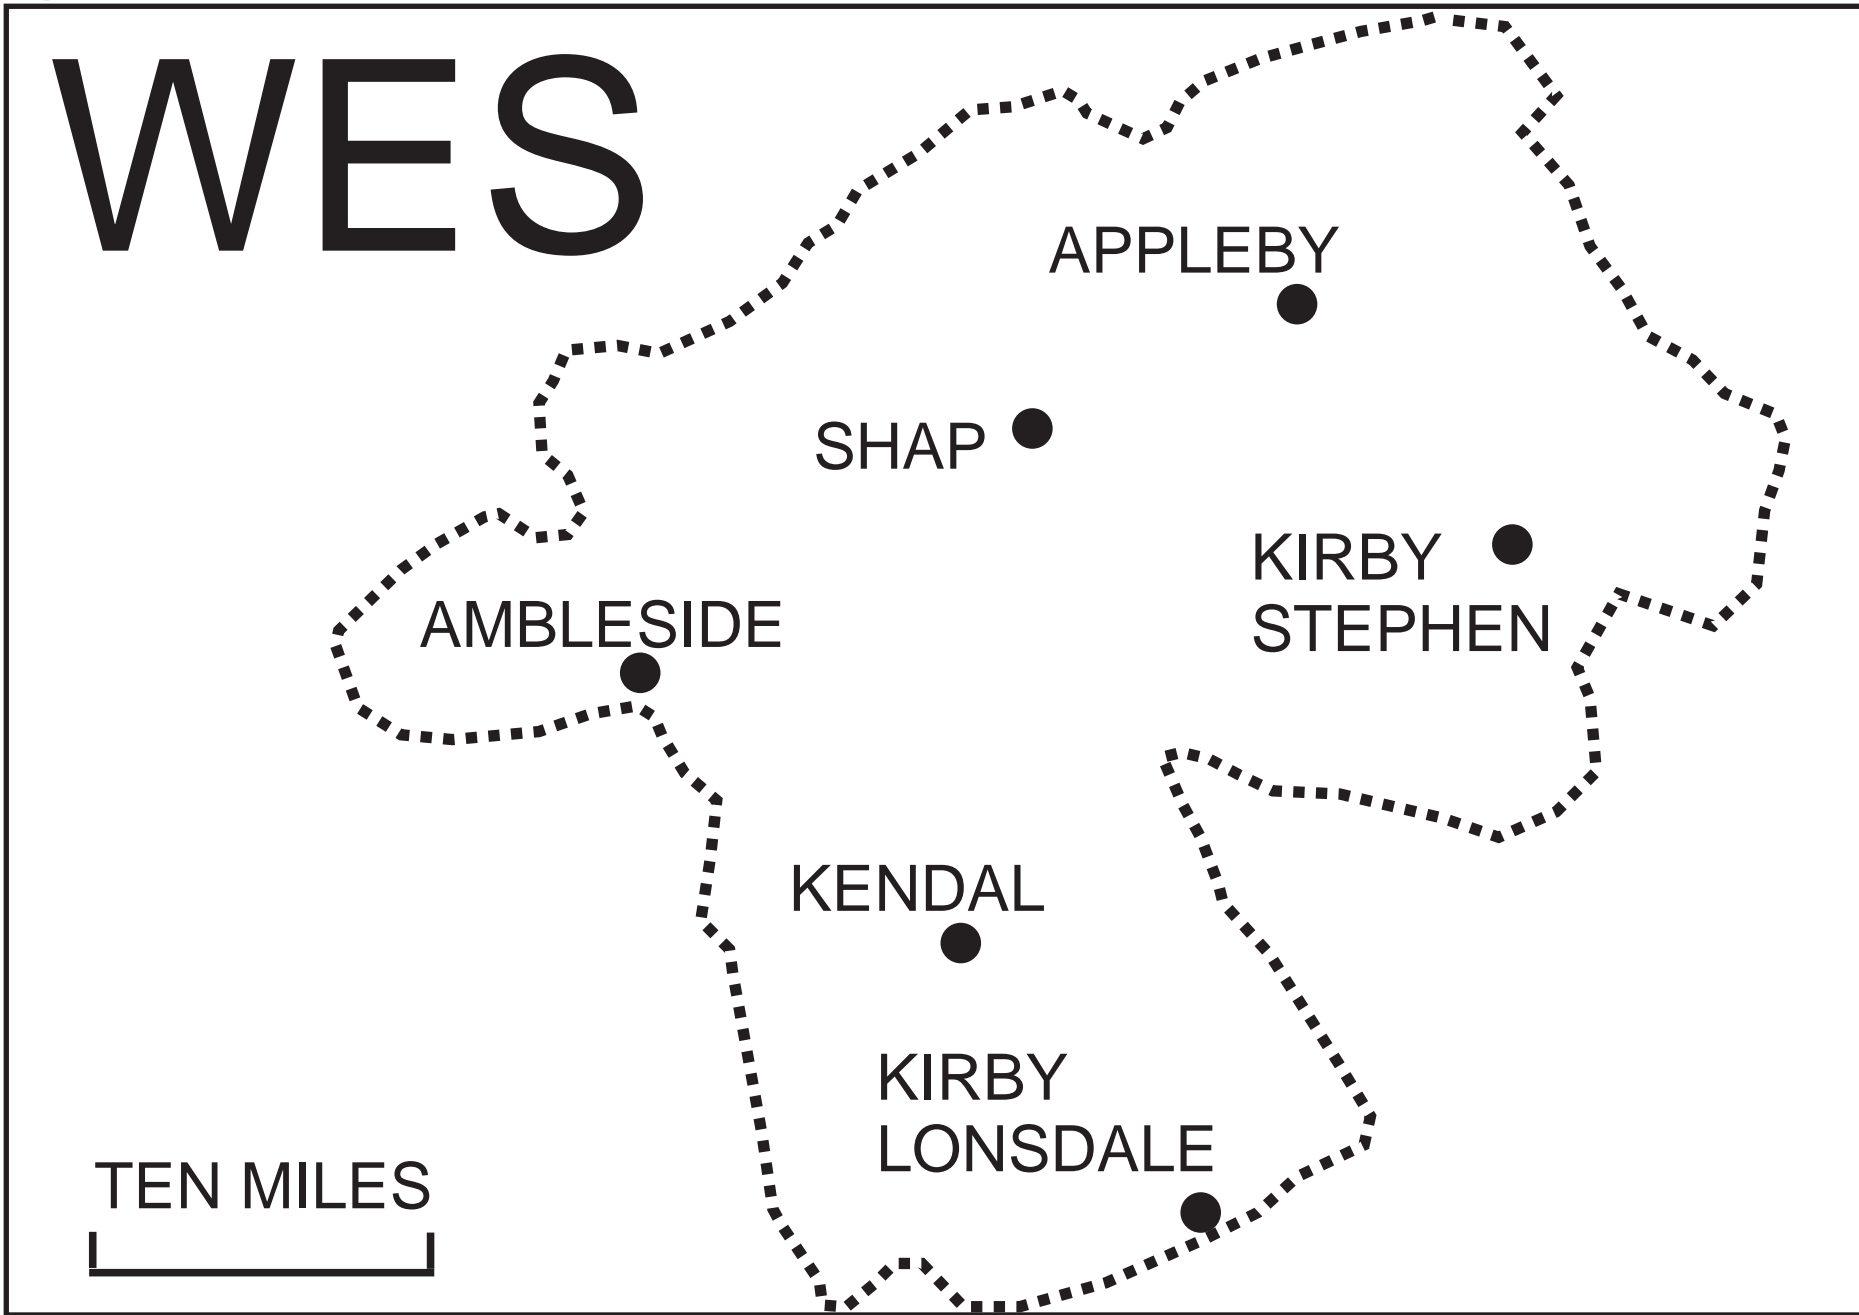 WES
APPLEBY
SHAP
KIRBY
STEPHEN
AMBLESIDE
KENDAL
KIRBY
LONSDALE
TEN MILES